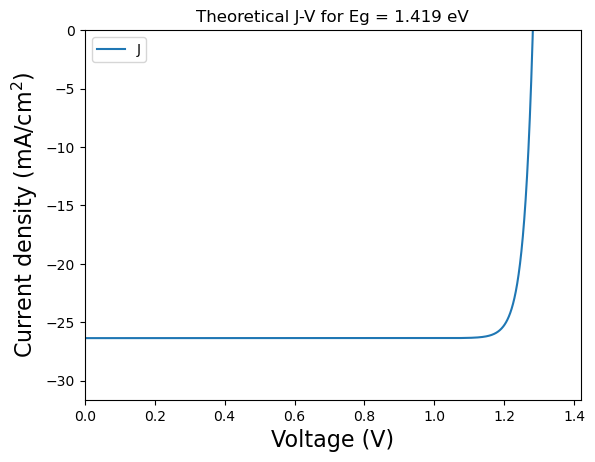 Theoretical J-V for Eg = 1.419 eV
J
Current density (mA/cm²)
0
−5
−10
−15
−20
−25
−30
0.0 0.2 0.4 0.6 0.8 1.0 1.2 1.4
Voltage (V)